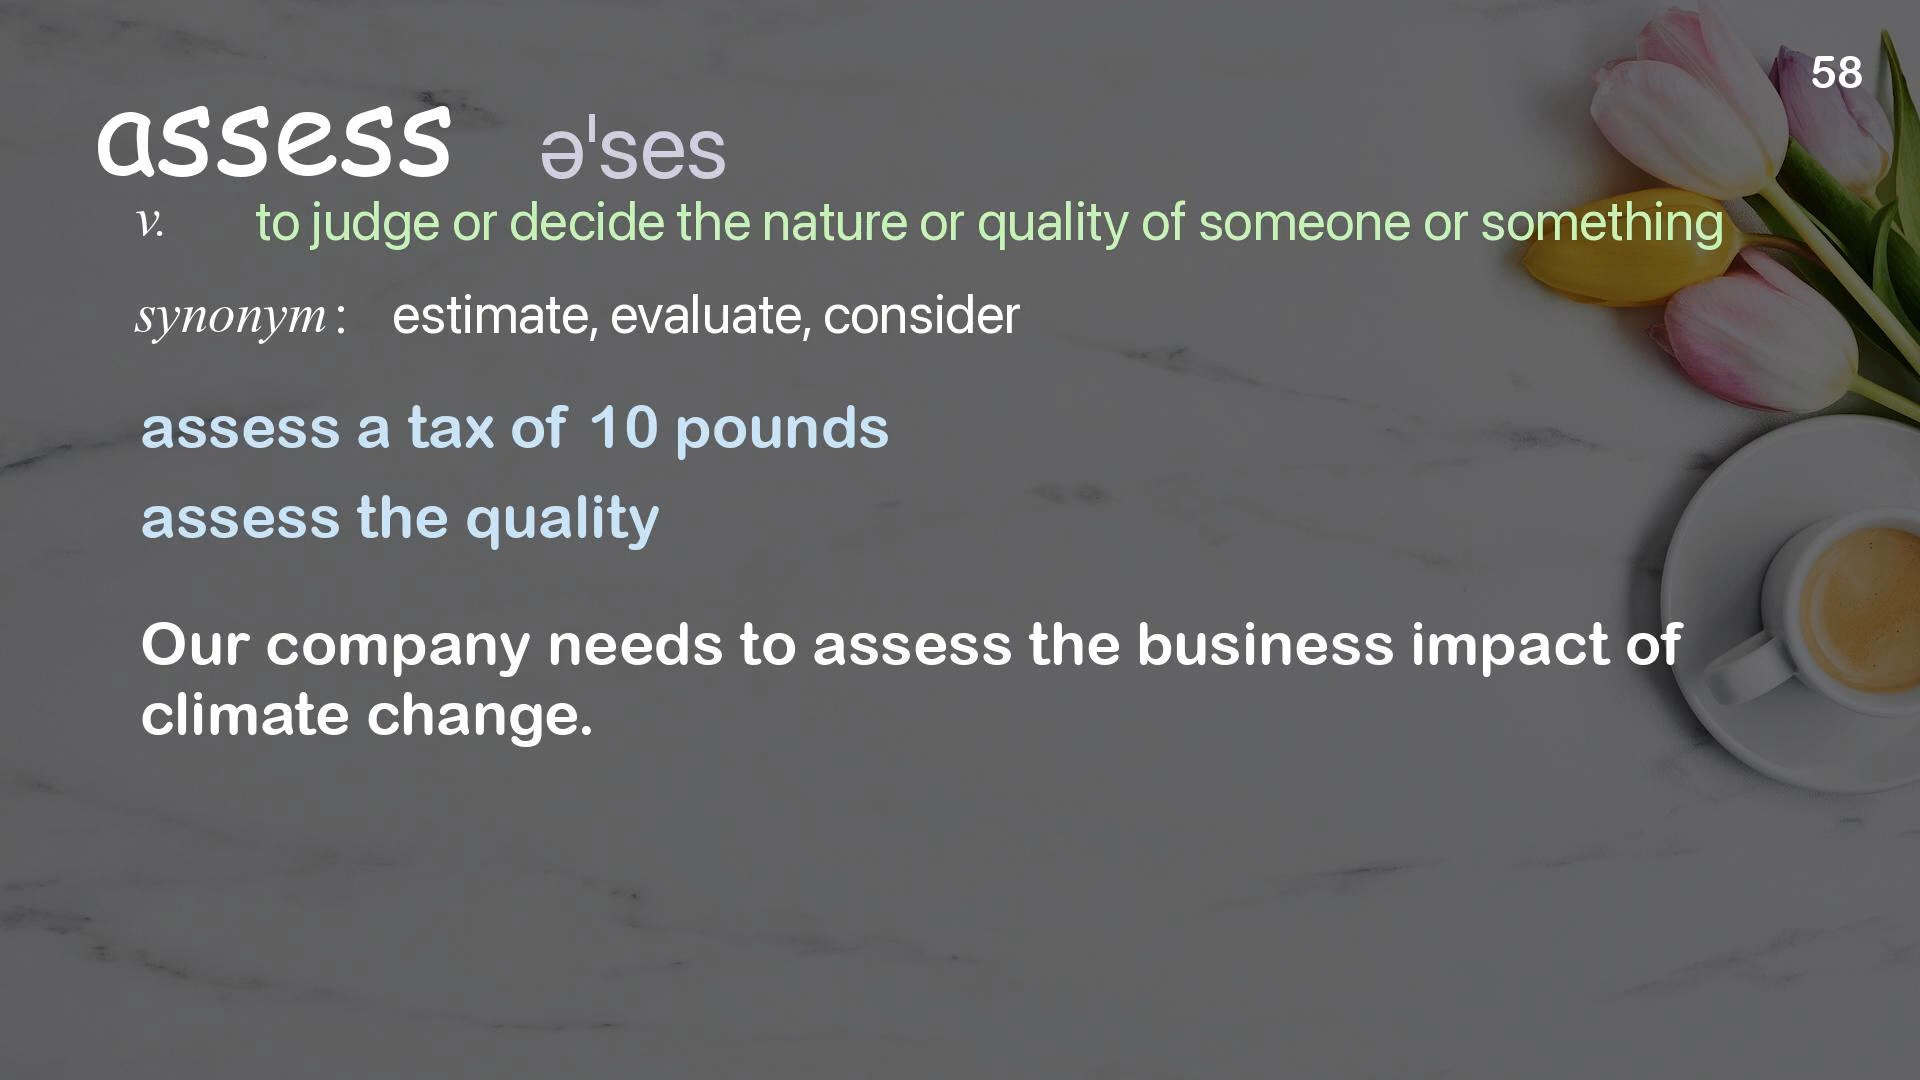 58
assess əˈses
v. to judge or decide the nature or quality of someone or something
synonym: estimate, evaluate, consider
assess a tax of 10 pounds
assess the quality
Our company needs to assess the business impact of
climate change.